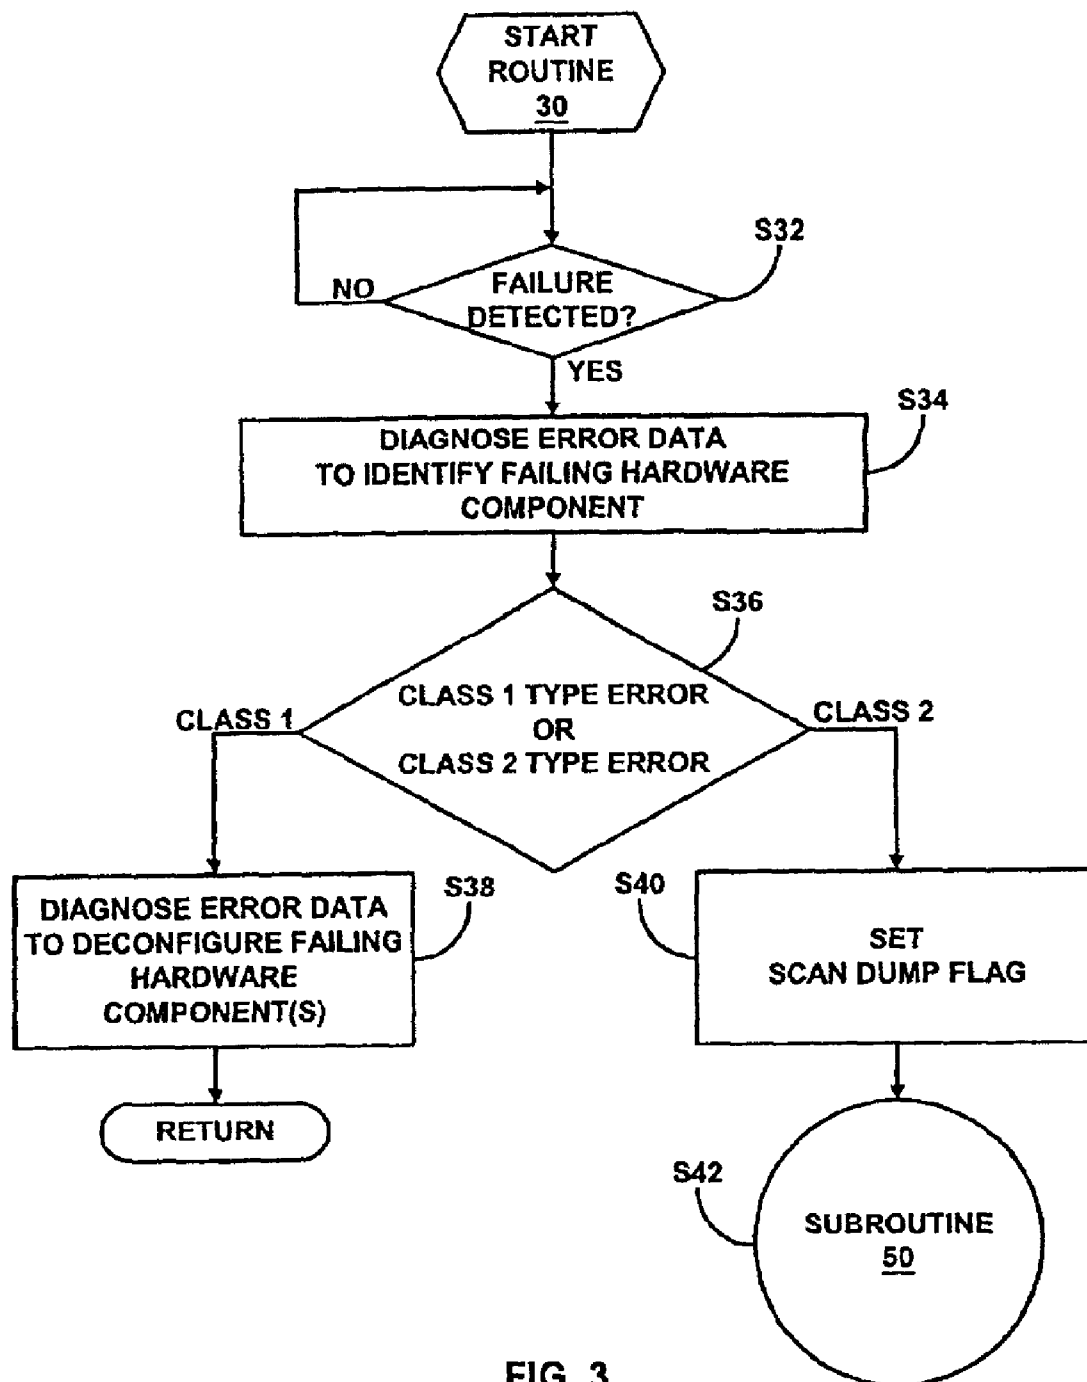 START
ROUTINE
30
S32
FAILURE
DETECTED?
NO
YES
S34
DIAGNOSE ERROR DATA
TO IDENTIFY FAILING HARDWARE
COMPONENT
S36
CLASS 1 TYPE ERROR
OR
CLASS 2 TYPE ERROR
CLASS 1
CLASS 2
S38
DIAGNOSE ERROR DATA
TO DECONFIGURE FAILING
HARDWARE
COMPONENT(S)
S40
SET
SCAN DUMP FLAG
RETURN
S42
SUBROUTINE
50
FIG. 3